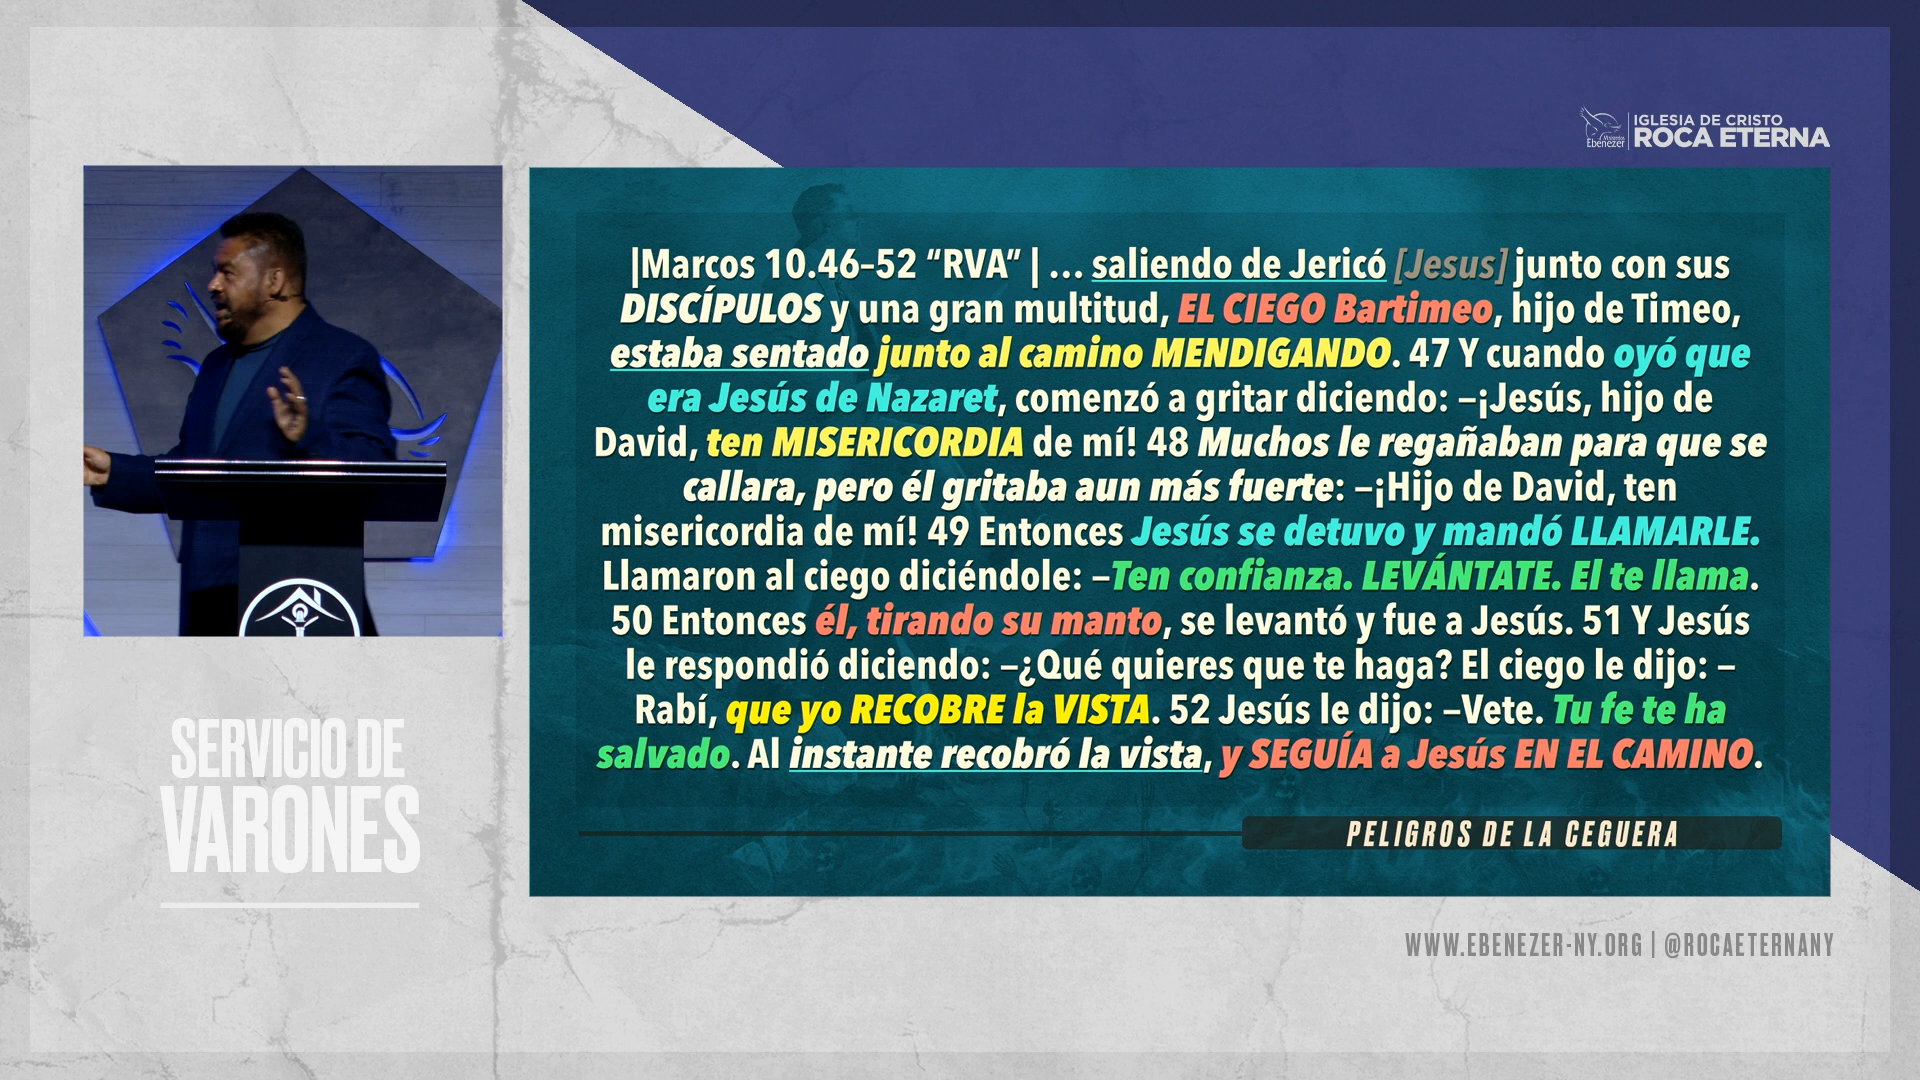 IGLESIA DE CRISTO
ROCA ETERNA
Ministerios
Ebenezer
|Marcos 10.46–52 “RVA” | ... saliendo de Jericó [Jesus] junto con sus
DISCÍPULOS y una gran multitud, EL CIEGO Bartimeo, hijo de Timeo,
estaba sentado junto al camino MENDIGANDO. 47 Y cuando oyó que
era Jesús de Nazaret, comenzó a gritar diciendo: –¡Jesús, hijo de
David, ten MISERICORDIA de mí! 48 Muchos le regañaban para que se
callara, pero él gritaba aun más fuerte: –¡Hijo de David, ten
misericordia de mí! 49 Entonces Jesús se detuvo y mandó LLAMARLE.
Llamaron al ciego diciéndole: –Ten confianza. LEVÁNTATE. El te llama.
50 Entonces él, tirando su manto, se levantó y fue a Jesús. 51 Y Jesús
le respondió diciendo: –¿Qué quieres que te haga? El ciego le dijo: –
Rabí, que yo RECOBRE la VISTA. 52 Jesús le dijo: –Vete. Tu fe te ha
salvado. Al instante recobró la vista, y SEGUÍA a Jesús EN EL CAMINO.
PELIGROS DE LA CEGUERA
SERVICIO DE
VARONES
WWW.EBENEZER-NY.ORG | @ROCAETERNANY